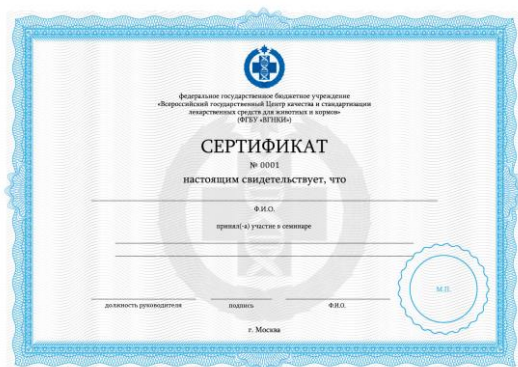 федеральное государственное бюджетное учреждение
«Всероссийский государственный Центр качества и стандартизации
лекарственных средств для животных и кормов»
(ФГБУ «ВГНКИ»)
СЕРТИФИКАТ
№ 0001
настоящим свидетельствует, что
Ф.И.О.
принял(-а) участие в семинаре
М.П.
должность руководителя подпись Ф.И.О.
г. Москва